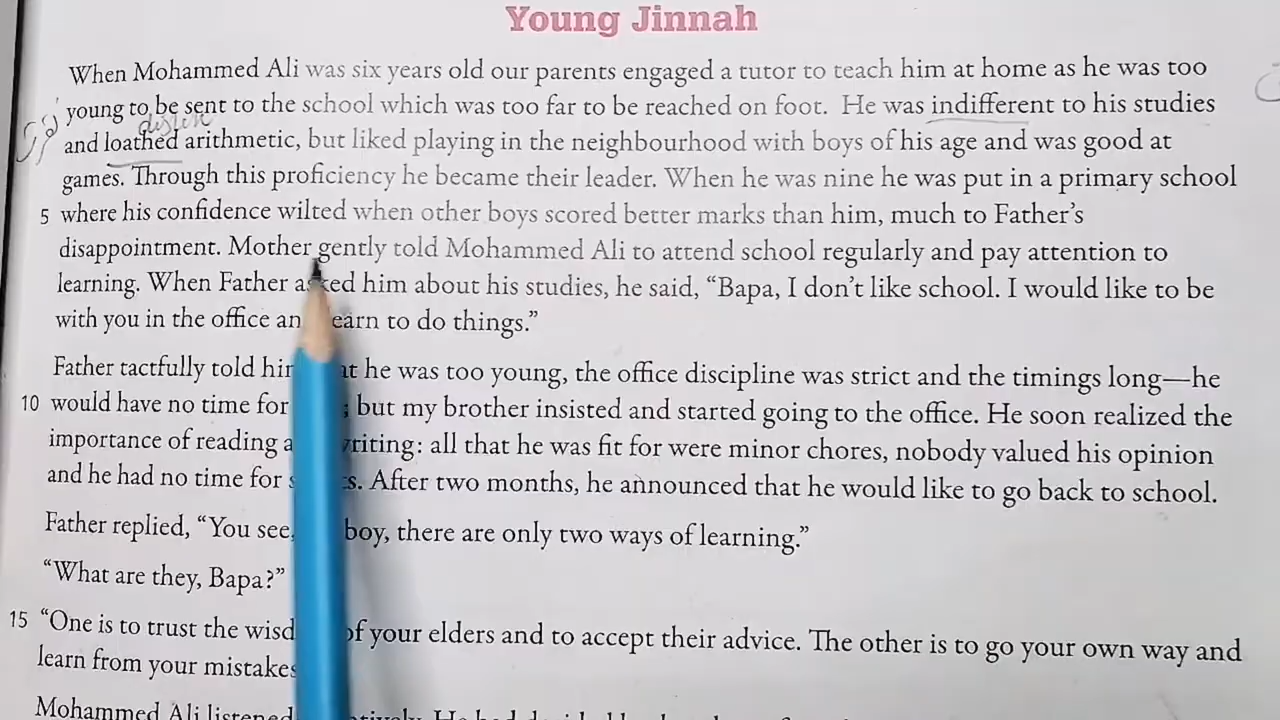 Young Jinnah
When Mohammed Ali was six years old our parents engaged a tutor to teach him at home as he was too
young to be sent to the school which was too far to be reached on foot. He was indifferent to his studies
dislike
and loathed arithmetic, but liked playing in the neighbourhood with boys of his age and was good at
games. Through this proficiency he became their leader. When he was nine he was put in a primary school
5 where his confidence wilted when other boys scored better marks than him, much to Father's
disappointment. Mother gently told Mohammed Ali to attend school regularly and pay attention to
learning. When Father asked him about his studies, he said, “Bapa, I don't like school. I would like to be
with you in the office an earn to do things.”
Father tactfully told hi at he was too young, the office discipline was strict and the timings long—he
10 would have no time for ; but my brother insisted and started going to the office. He soon realized the
importance of reading a writing: all that he was fit for were minor chores, nobody valued his opinion
and he had no time for s s. After two months, he announced that he would like to go back to school.
Father replied, “You see, boy, there are only two ways of learning.”
“What are they, Bapa?”
15 “One is to trust the wisd of your elders and to accept their advice. The other is to go your own way and
learn from your mistakes
Mohammed Ali listened